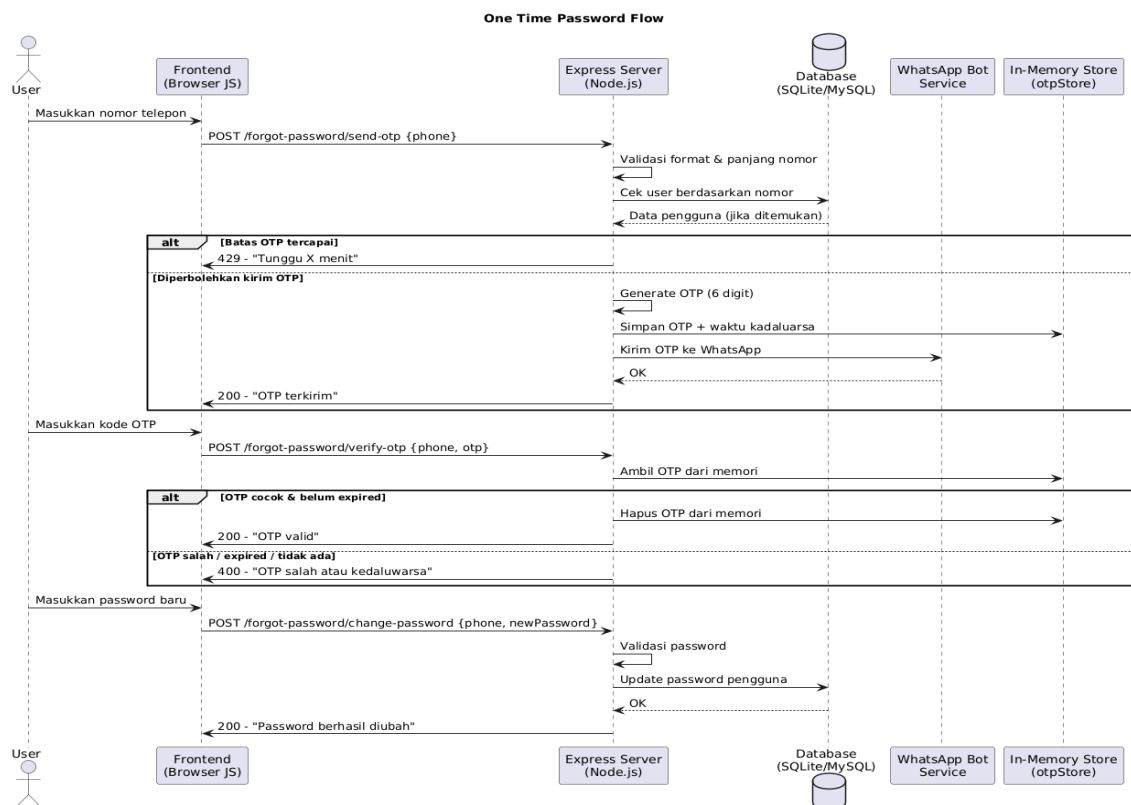 One Time Password Flow
User
Frontend
(Browser JS)
Express Server
(Node.js)
Database
(SQLite/MySQL)
WhatsApp Bot
Service
In-Memory Store
(otpStore)
Masukkan nomor telepon
POST /forgot-password/send-otp {phone}
Validasi format & panjang nomor
Cek user berdasarkan nomor
Data pengguna (jika ditemukan)
alt [Batas OTP tercapai]
429 - "Tunggu X menit"
[Diperbolehkan kirim OTP]
Generate OTP (6 digit)
Simpan OTP + waktu kadaluarsa
Kirim OTP ke WhatsApp
OK
200 - "OTP terkirim"
Masukkan kode OTP
POST /forgot-password/verify-otp {phone, otp}
Ambil OTP dari memori
alt [OTP cocok & belum expired]
Hapus OTP dari memori
200 - "OTP valid"
[OTP salah / expired / tidak ada]
400 - "OTP salah atau kedaluwarsa"
Masukkan password baru
POST /forgot-password/change-password {phone, newPassword}
Validasi password
Update password pengguna
OK
200 - "Password berhasil diubah"
User
Frontend
(Browser JS)
Express Server
(Node.js)
Database
(SQLite/MySQL)
WhatsApp Bot
Service
In-Memory Store
(otpStore)